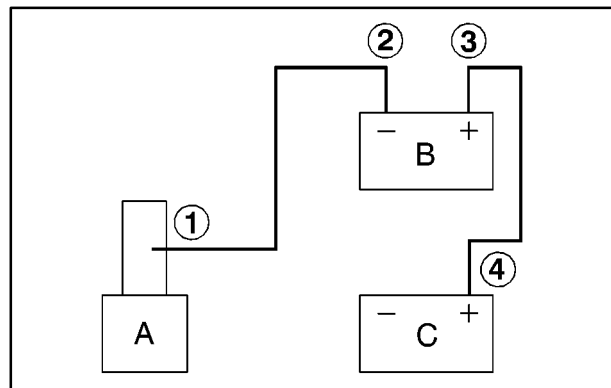 ② ③
− +
B
①
④
− +
A C